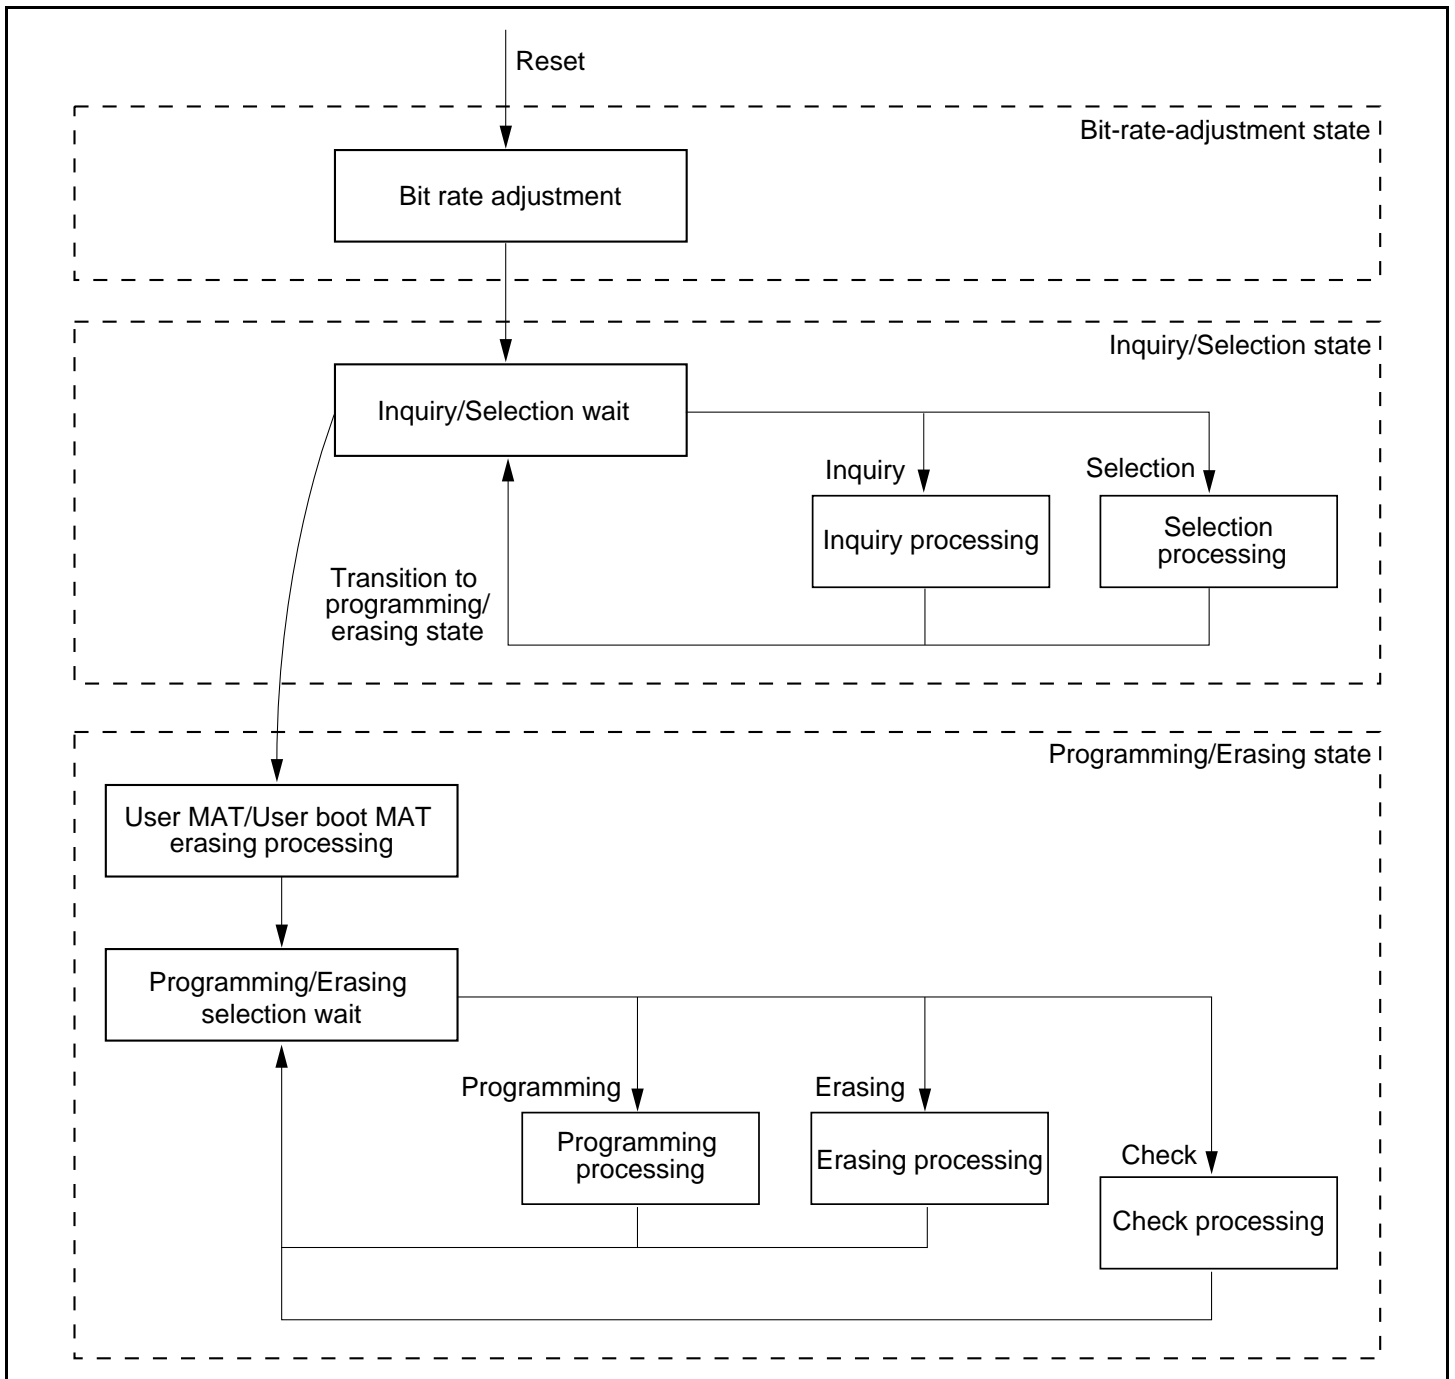 Reset
Bit-rate-adjustment state
Bit rate adjustment
Inquiry/Selection state
Inquiry/Selection wait
Inquiry
Selection
Inquiry processing
Selection
processing
Transition to
programming/
erasing state
Programming/Erasing state
User MAT/User boot MAT
erasing processing
Programming/Erasing
selection wait
Programming
Erasing
Programming
processing
Erasing processing
Check
Check processing